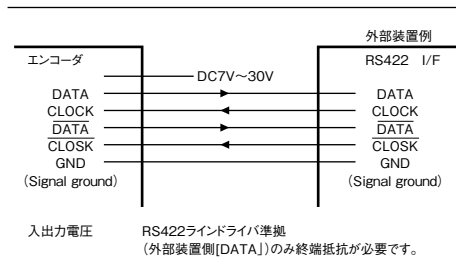 外部装置例
エンコーダ
RS422 I/F
DC7V～30V
DATA
DATA
CLOCK
CLOCK
DATA
DATA
CLOSK
CLOSK
GND
GND
(Signal ground)
(Signal ground)
入出力電圧 RS422ラインドライバ準拠
(外部装置側[DATA」)のみ終端抵抗が必要です。